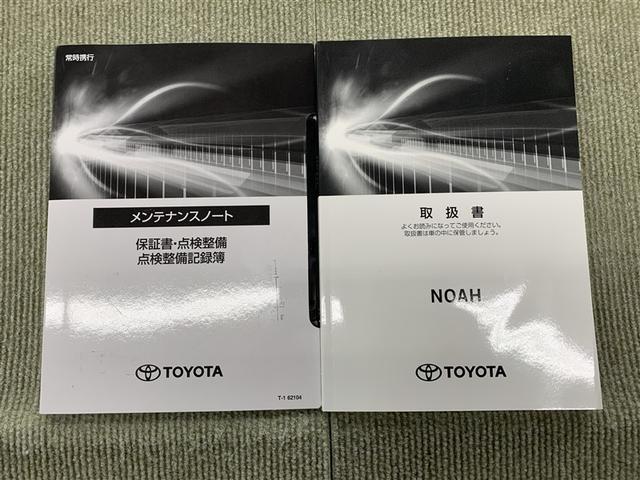 常時携行
メンテナンスノート
保証書・点検整備
点検整備記録簿
TOYOTA
T-1 62104
取扱書
よくお読みになってご使用ください。
取扱書は車の中に保管しましょう。
NOAH
TOYOTA